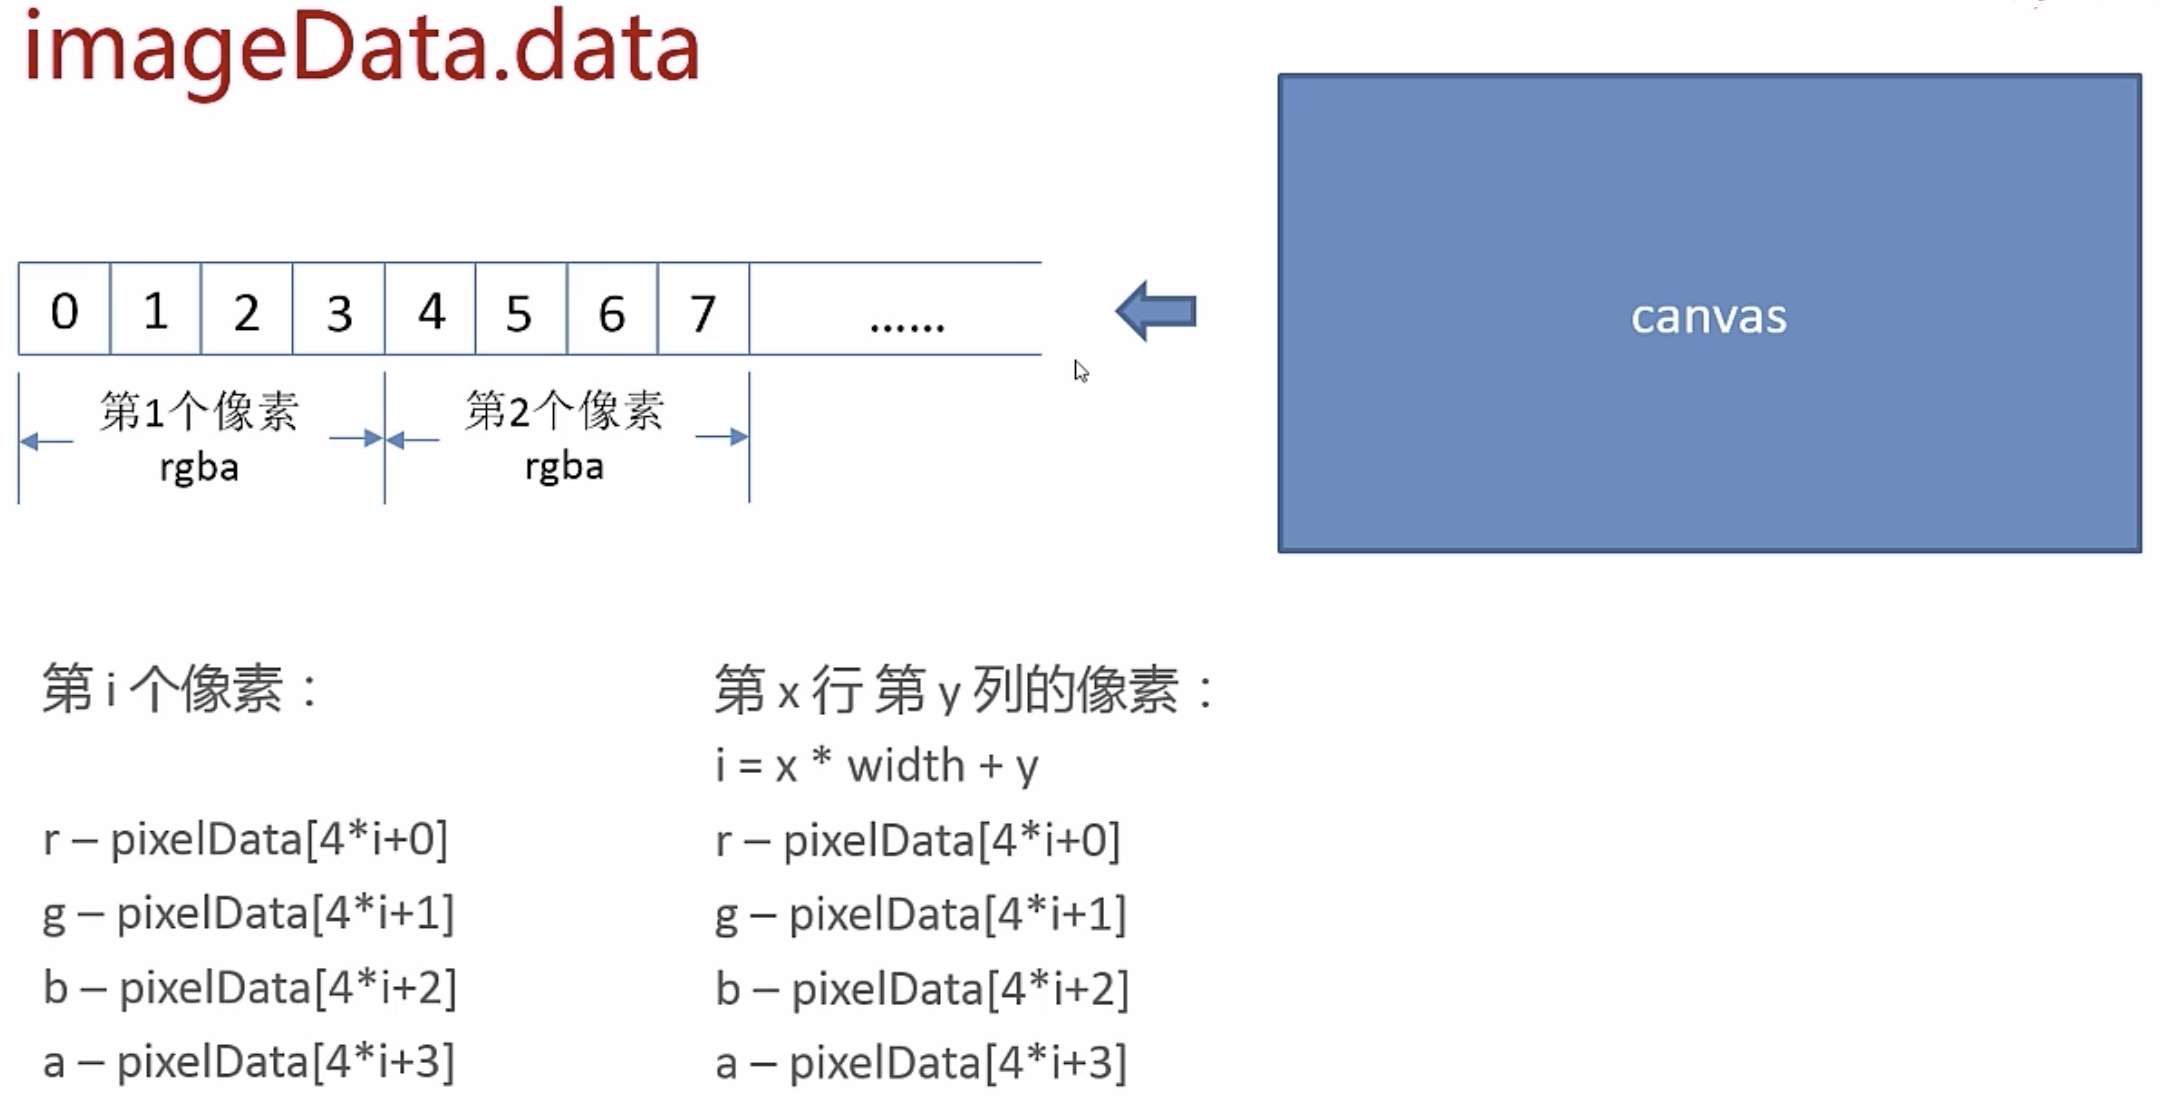 imageData.data
canvas
0 1 2 3 4 5 6 7 ......
第1个像素 第2个像素
rgba rgba
第 i 个像素：
r – pixelData[4*i+0]
g – pixelData[4*i+1]
b – pixelData[4*i+2]
a – pixelData[4*i+3]
第 x 行 第 y 列的像素：
i = x * width + y
r – pixelData[4*i+0]
g – pixelData[4*i+1]
b – pixelData[4*i+2]
a – pixelData[4*i+3]